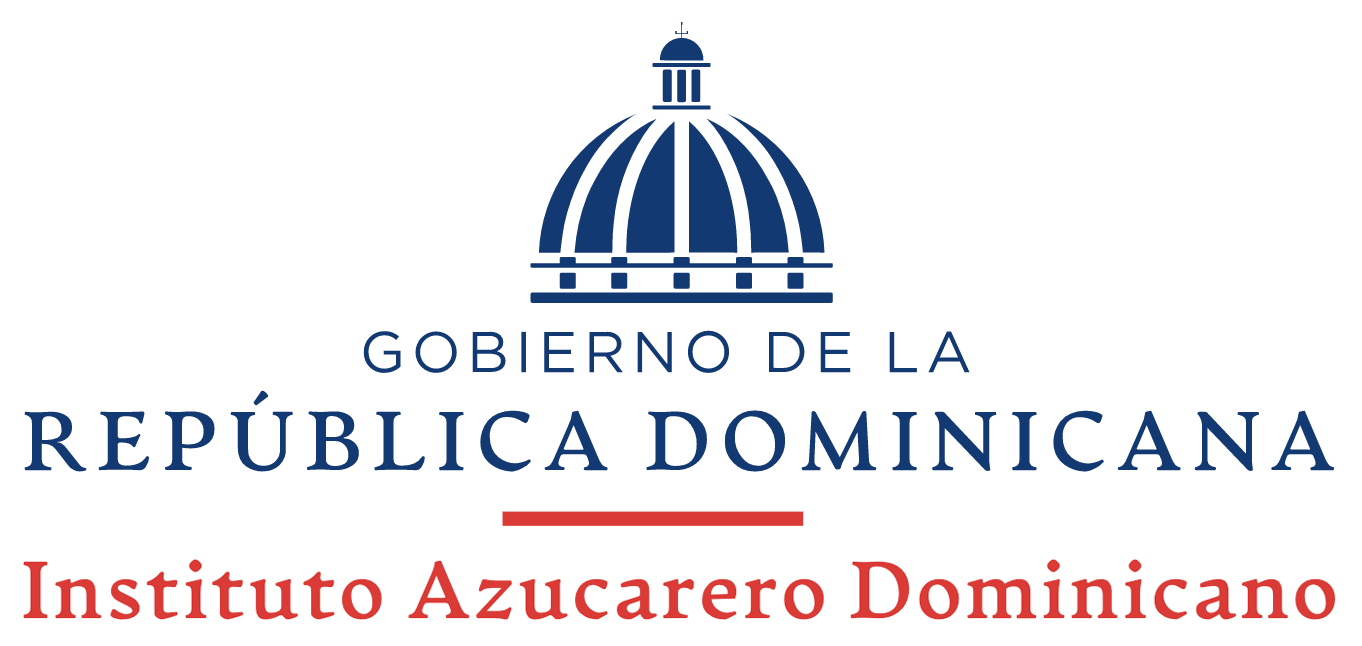 GOBIERNO DE LA
REPÚBLICA DOMINICANA
Instituto Azucarero Dominicano